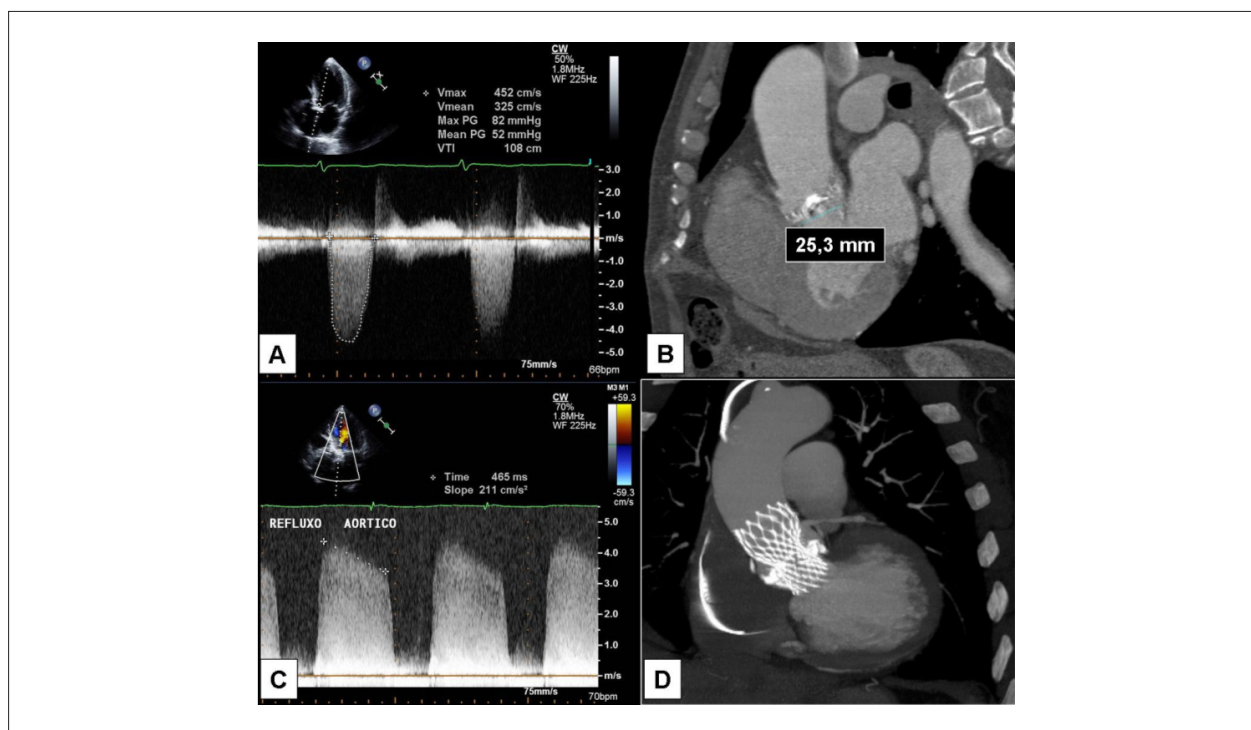 CW
50%
1.8MHz
WF 225Hz
P
Vmax 452 cm/s
Vmean 325 cm/s
Max PG 82 mmHg
Mean PG 52 mmHg
VTI 108 cm
3.0
2.0
1.0
m/s
-1.0
-2.0
-3.0
-4.0
-5.0
75mm/s
66bpm
A
25,3 mm
B
M3 M1
+59.3
-59.3
cm/s
CW
70%
1.8MHz
WF 225Hz
P
Time 465 ms
Slope 211 cm/s²
REFLUXO AORTICO
5.0
4.0
3.0
2.0
1.0
m/s
75mm/s
70bpm
C
D